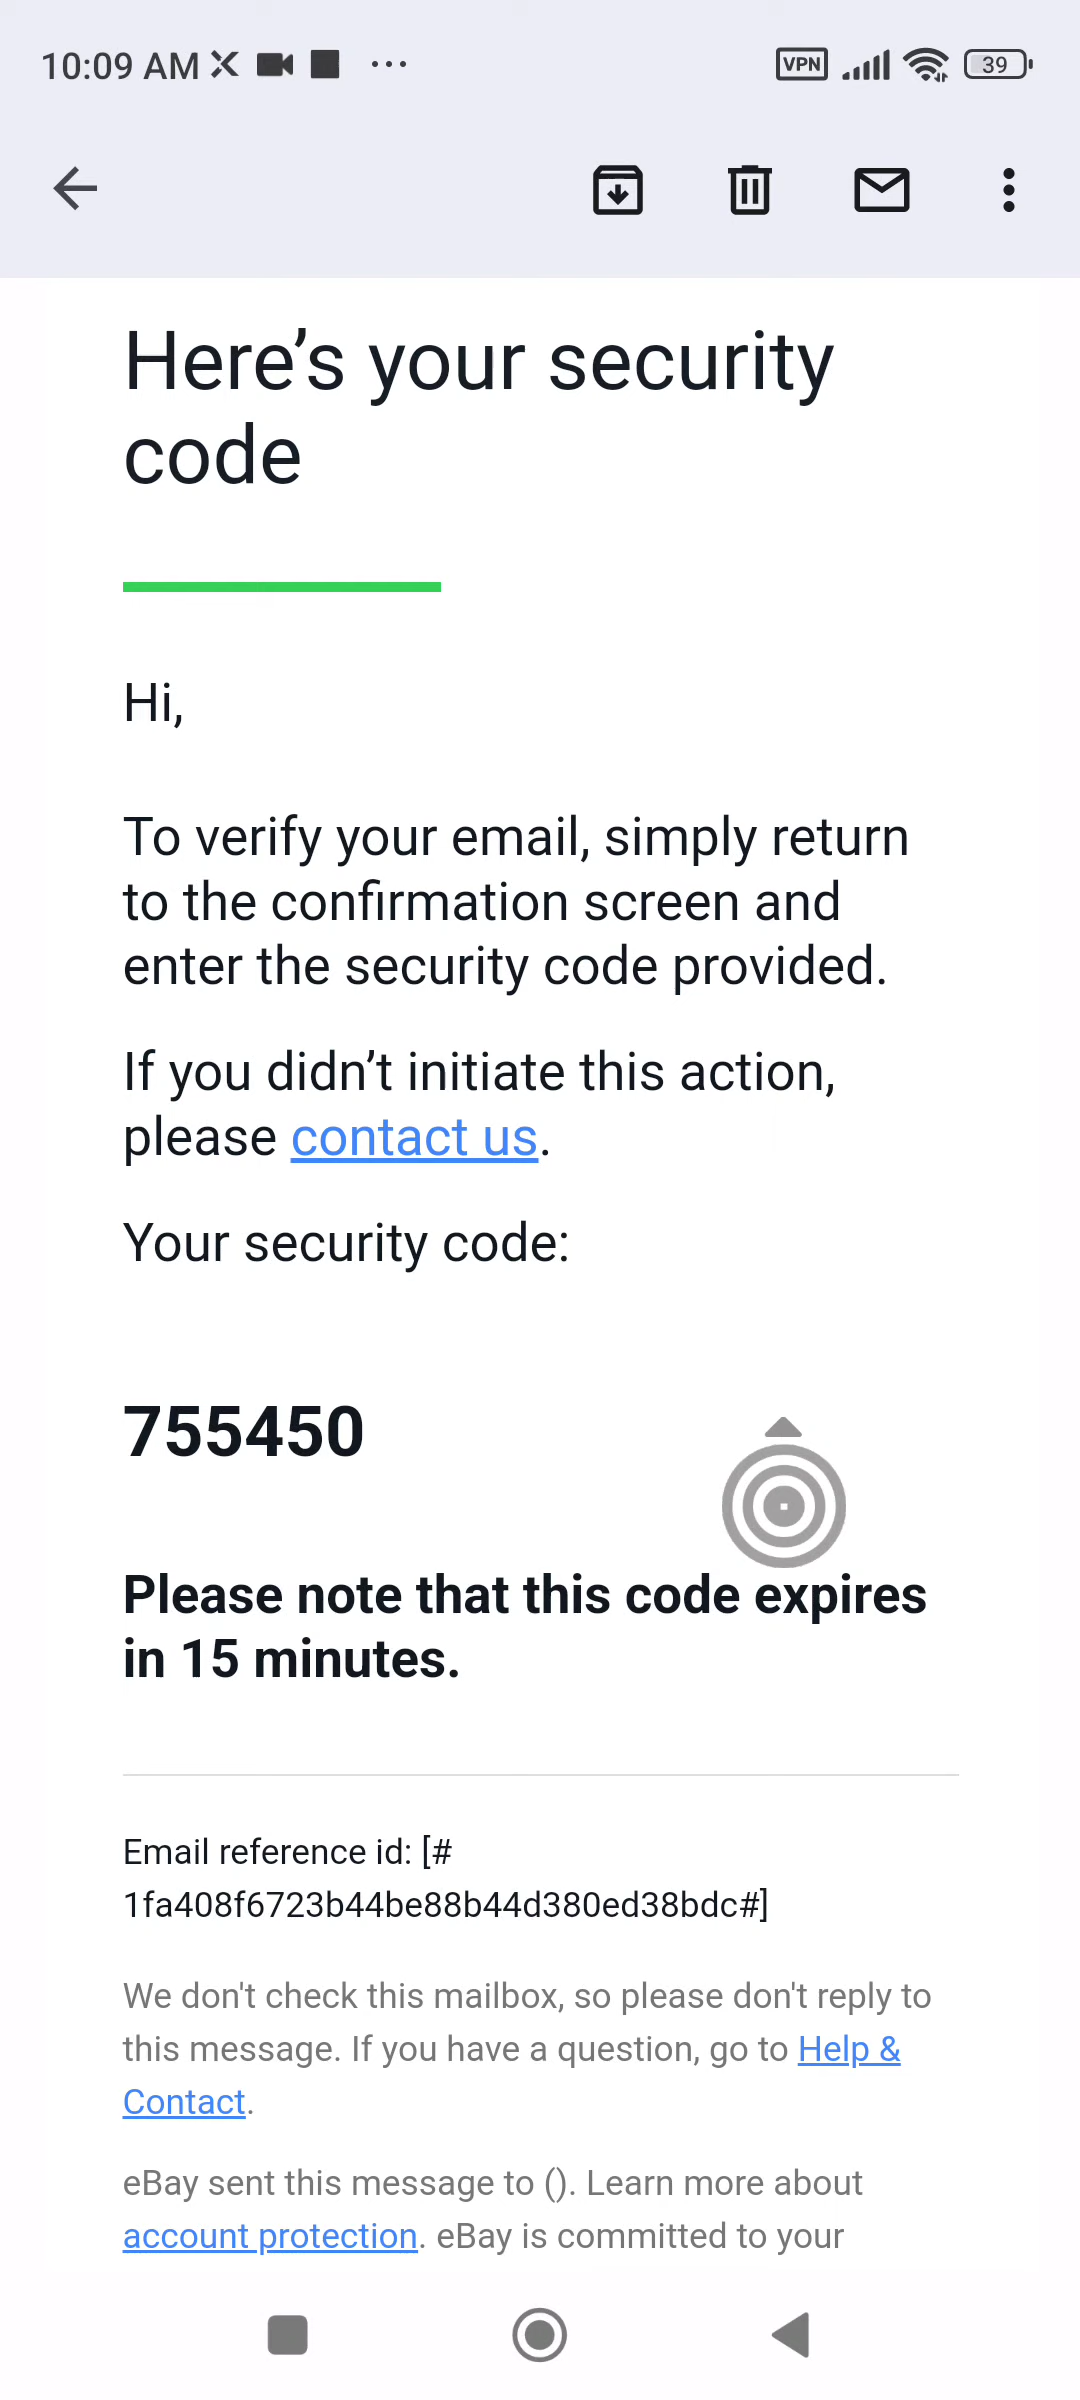 10:09 AM
VPN
39
Here’s your security
code
Hi,
To verify your email, simply return
to the confirmation screen and
enter the security code provided.
If you didn’t initiate this action,
please contact us.
Your security code:
755450
Please note that this code expires
in 15 minutes.
Email reference id: [#
1fa408f6723b44be88b44d380ed38bdc#]
We don't check this mailbox, so please don't reply to
this message. If you have a question, go to Help &
Contact.
eBay sent this message to (). Learn more about
account protection. eBay is committed to your